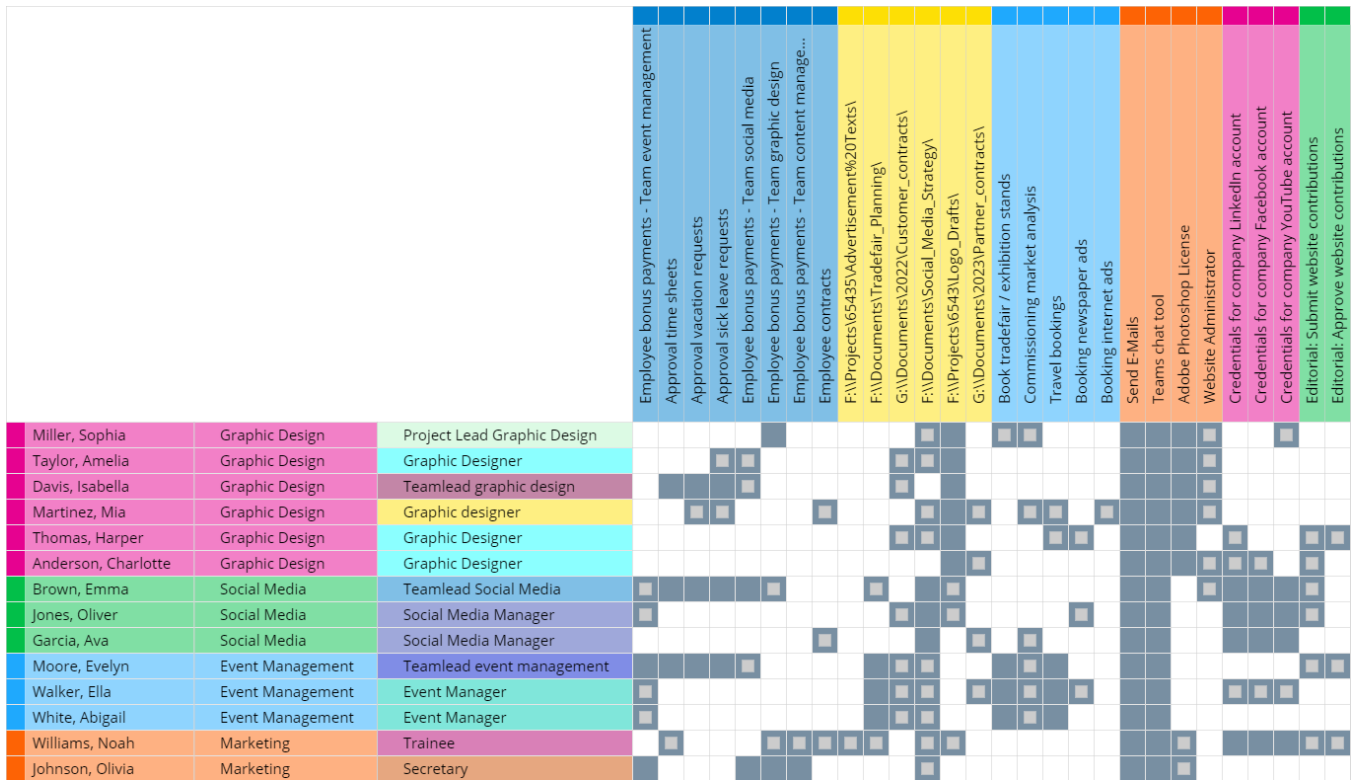 Employee bonus payments - Team event management
Approval time sheets
Approval vacation requests
Approval sick leave requests
Employee bonus payments - Team social media
Employee bonus payments - Team graphic design
Employee bonus payments - Team content manage...
Employee contracts
F:\\Projects\65435\Advertisement%20Texts\
F:\\Documents\Tradefair_Planning\
G:\\Documents\2022\Customer_contracts\
F:\\Documents\Social_Media_Strategy\
F:\\Projects\6543\Logo_Drafts\
G:\\Documents\2023\Partner_contracts\
Book tradefair / exhibition stands
Commissioning market analysis
Travel bookings
Booking newspaper ads
Booking internet ads
Send E-Mails
Teams chat tool
Adobe Photoshop License
Website Administrator
Credentials for company LinkedIn account
Credentials for company Facebook account
Credentials for company YouTube account
Editorial: Submit website contributions
Editorial: Approve website contributions
Miller, Sophia Graphic Design Project Lead Graphic Design
Taylor, Amelia Graphic Design Graphic Designer
Davis, Isabella Graphic Design Teamlead graphic design
Martinez, Mia Graphic Design Graphic designer
Thomas, Harper Graphic Design Graphic Designer
Anderson, Charlotte Graphic Design Graphic Designer
Brown, Emma Social Media Teamlead Social Media
Jones, Oliver Social Media Social Media Manager
Garcia, Ava Social Media Social Media Manager
Moore, Evelyn Event Management Teamlead event management
Walker, Ella Event Management Event Manager
White, Abigail Event Management Event Manager
Williams, Noah Marketing Trainee
Johnson, Olivia Marketing Secretary